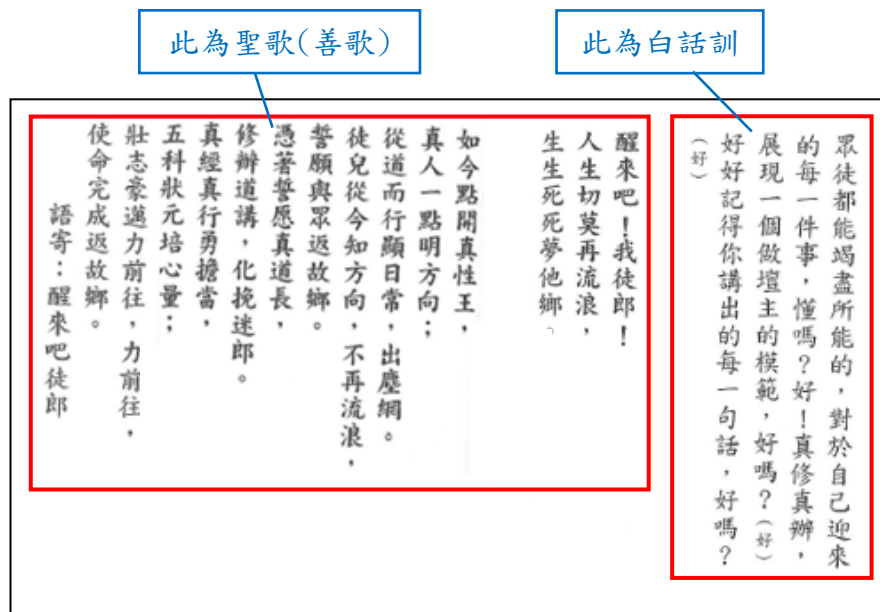 此為聖歌(善歌)
此為白話訓
眾徒都能竭盡所能的，對於自己迎來
的每一件事，懂嗎？好！真修真辦，
展現一個做壇主的模範，好嗎？(好)
好好記得你講出的每一句話，好嗎？
(好)
醒來吧！我徒郎！
人生切莫再流浪，
生生死死夢他鄉
如今點開真性王，
真人一點明方向；
從道而行顯日常，出塵網。
徒兒從今知方向，不再流浪，
誓願與眾返故鄉。
憑著誓愿真道長，
修辦道講，化挽迷郎。
真經真行勇擔當，
五科狀元培心量；
壯志豪邁力前往，力前往，
使命完成返故鄉。
語寄：醒來吧徒郎